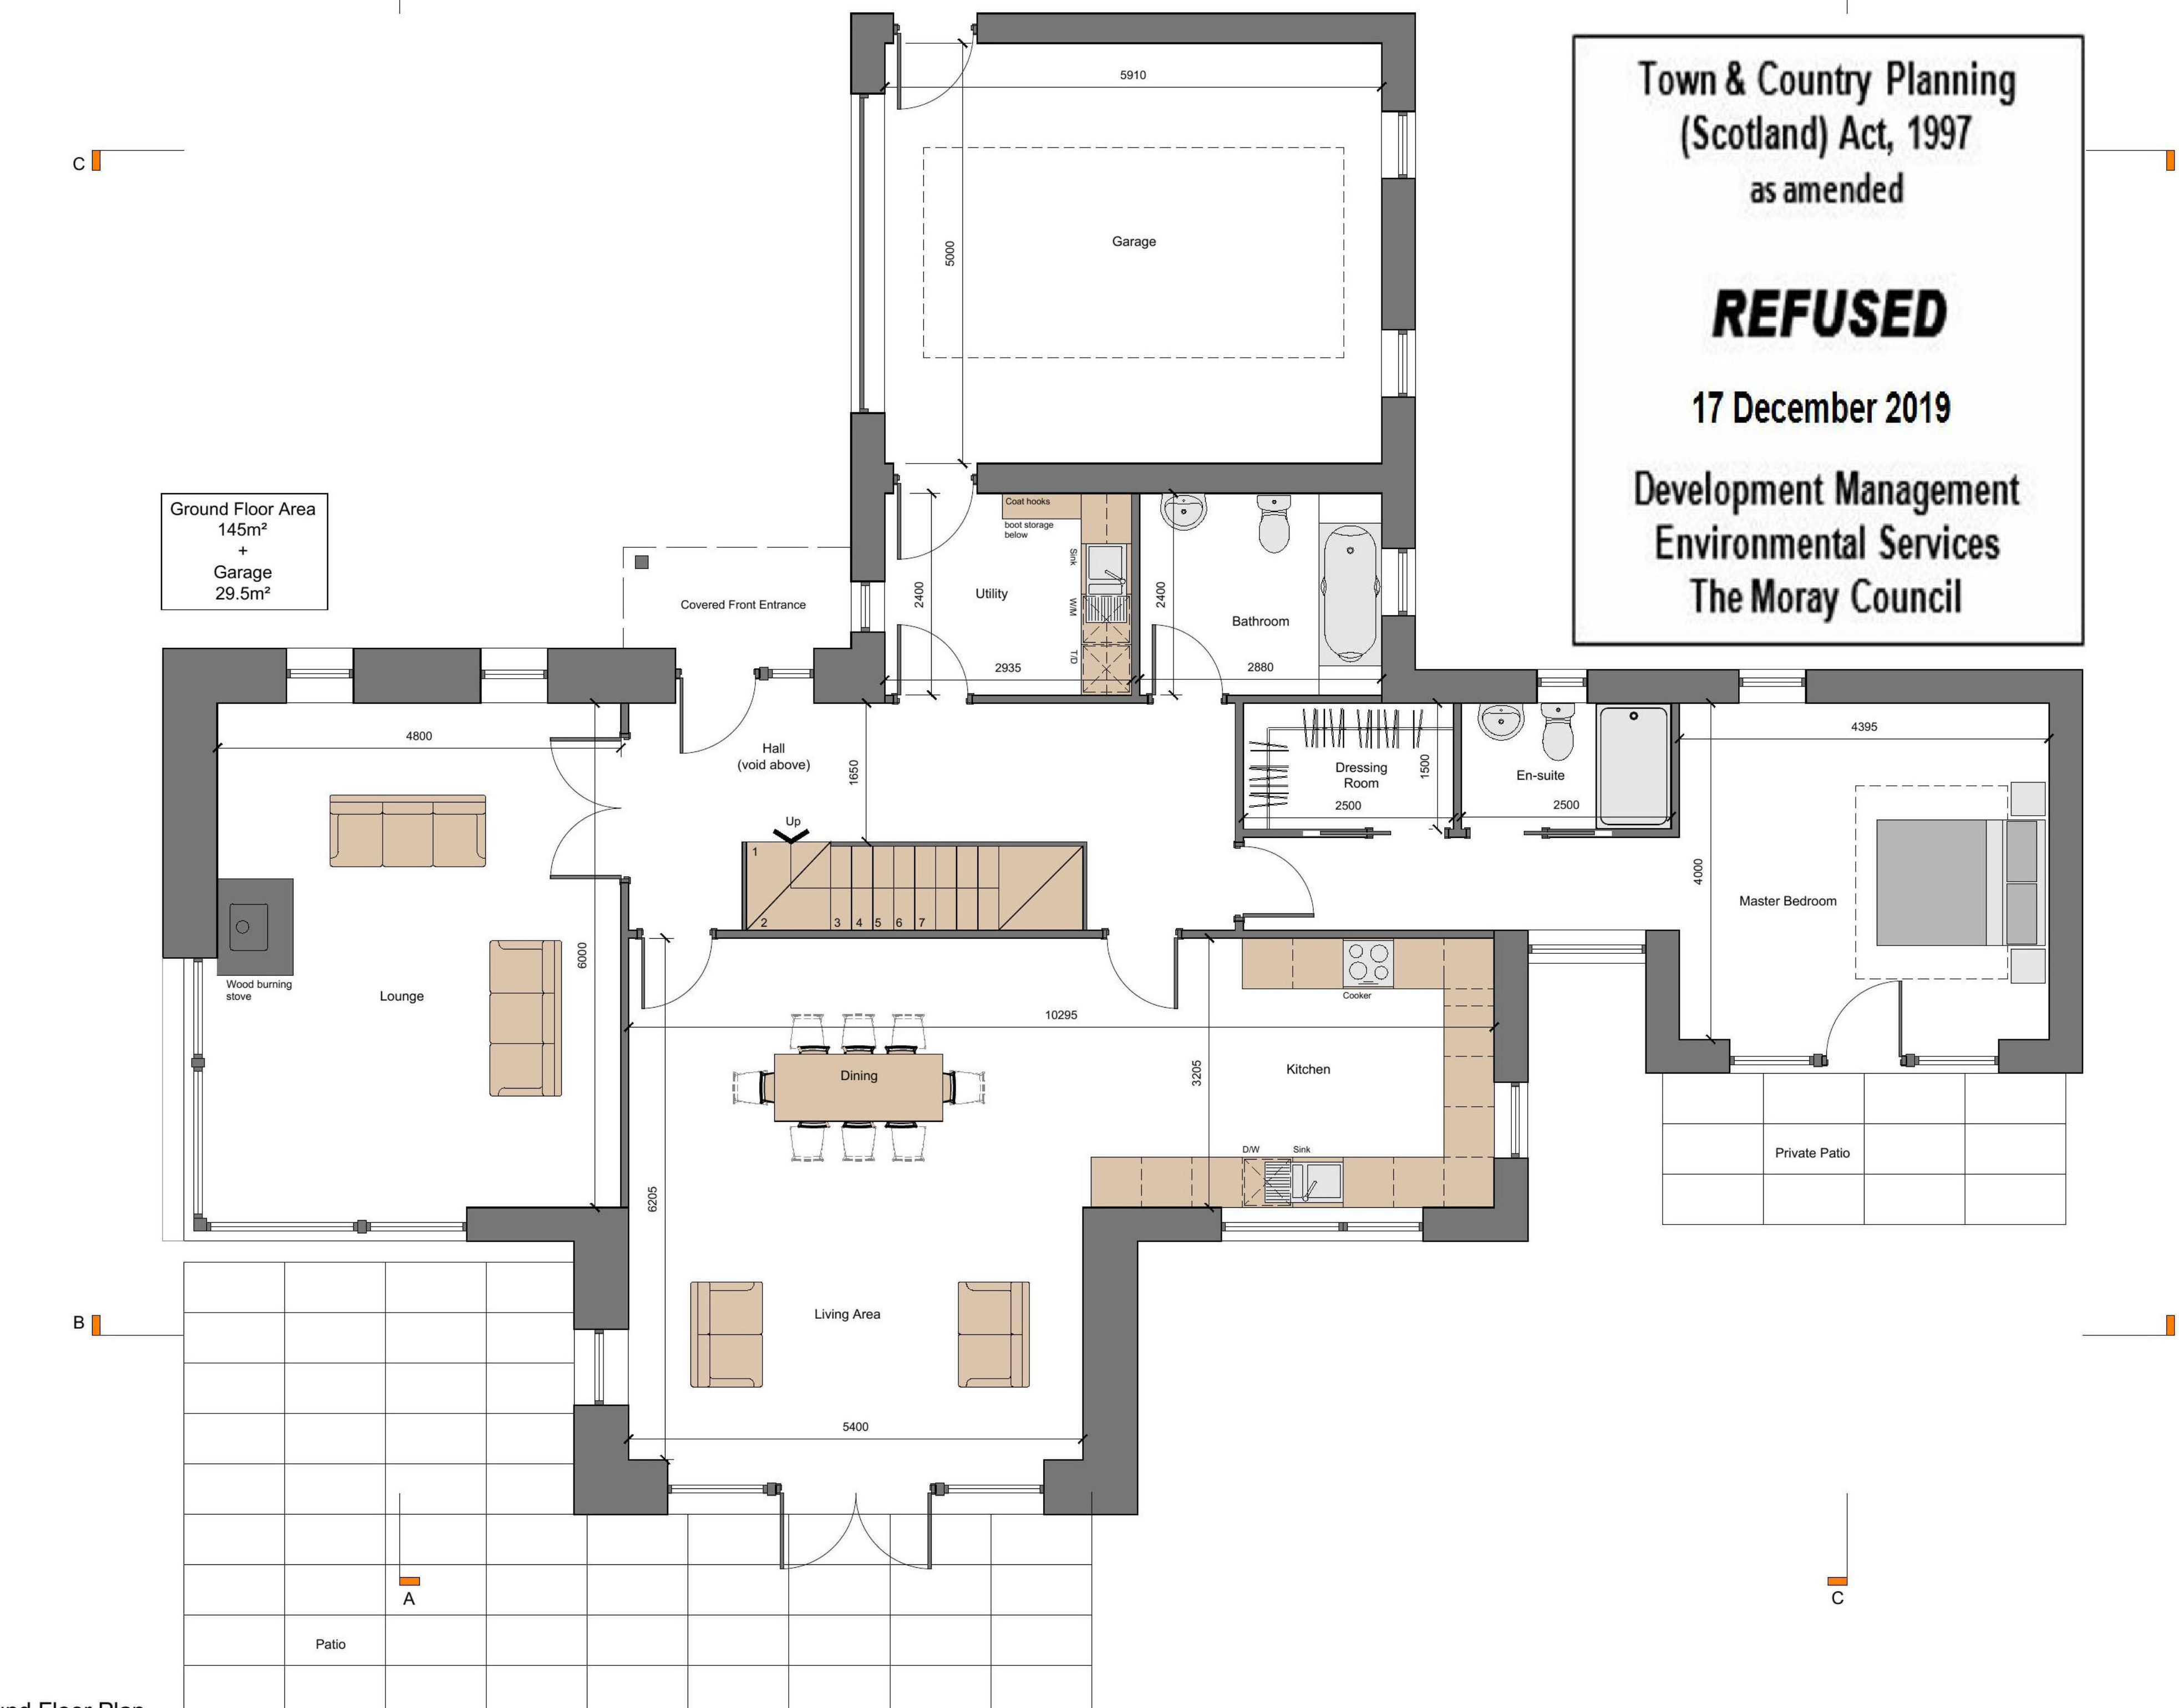 Town & Country Planning
(Scotland) Act, 1997
as amended
REFUSED
17 December 2019
Development Management
Environmental Services
The Moray Council
C
5910
5000
Garage
Ground Floor Area
145m²
+
Garage
29.5m²
Covered Front Entrance
Coat hooks
boot storage
below
Sink
W/M
T/D
2400
Utility
2935
2400
Bathroom
2880
4800
Hall
(void above)
1650
Up
1
2
3
4
5
6
7
Dressing
Room
1500
2500
En-suite
2500
4395
4000
Master Bedroom
Wood burning
stove
Lounge
6000
Cooker
10295
Dining
3205
Kitchen
D/W
Sink
Private Patio
6205
B
Living Area
5400
A
C
Patio